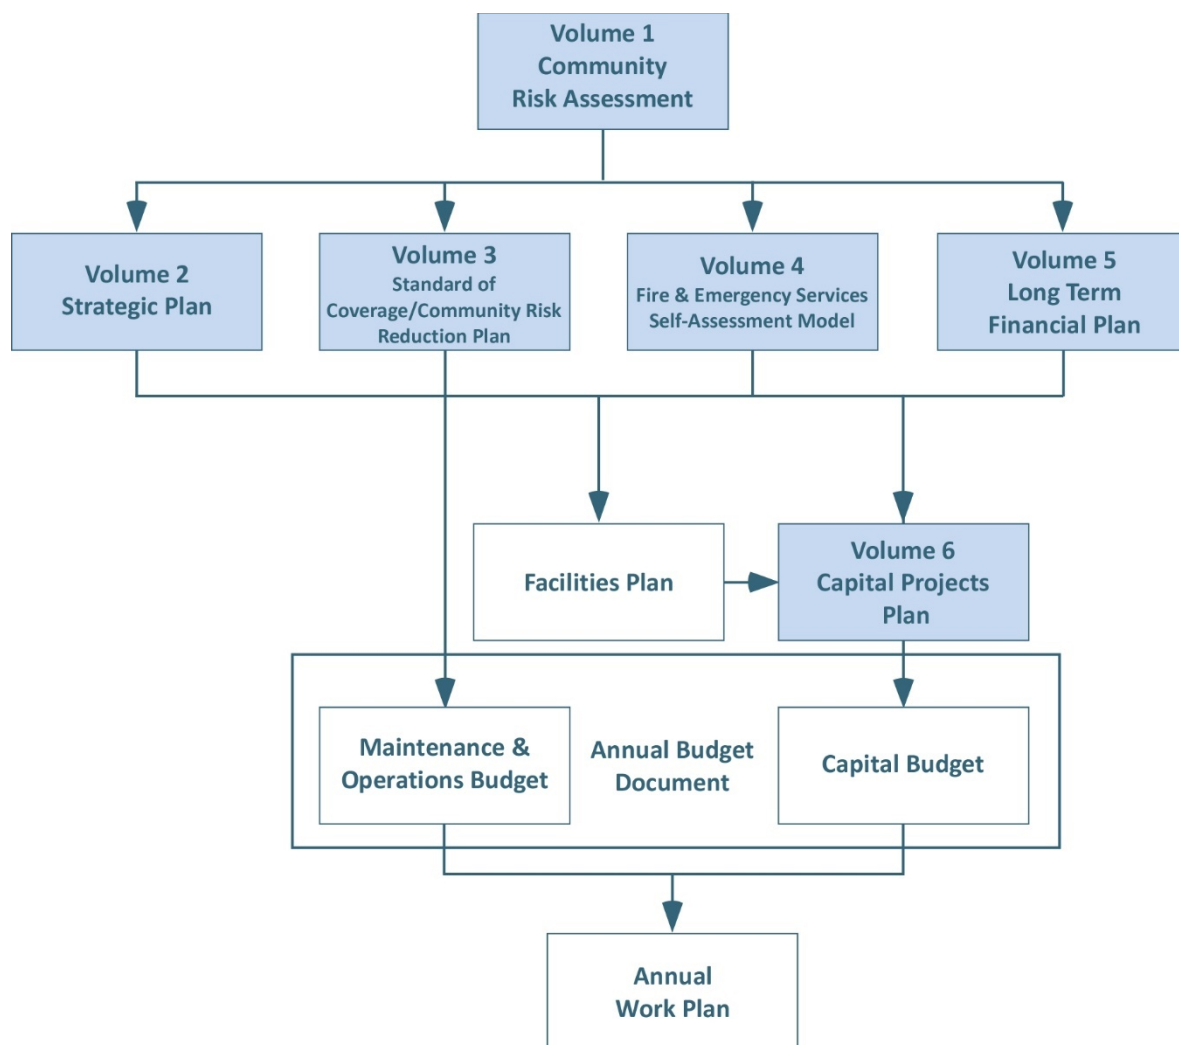 Volume 1
Community
Risk Assessment
Volume 2
Strategic Plan
Volume 3
Standard of
Coverage/Community Risk
Reduction Plan
Volume 4
Fire & Emergency Services
Self-Assessment Model
Volume 5
Long Term
Financial Plan
Facilities Plan
Volume 6
Capital Projects
Plan
Maintenance &
Operations Budget
Annual Budget
Document
Capital Budget
Annual
Work Plan